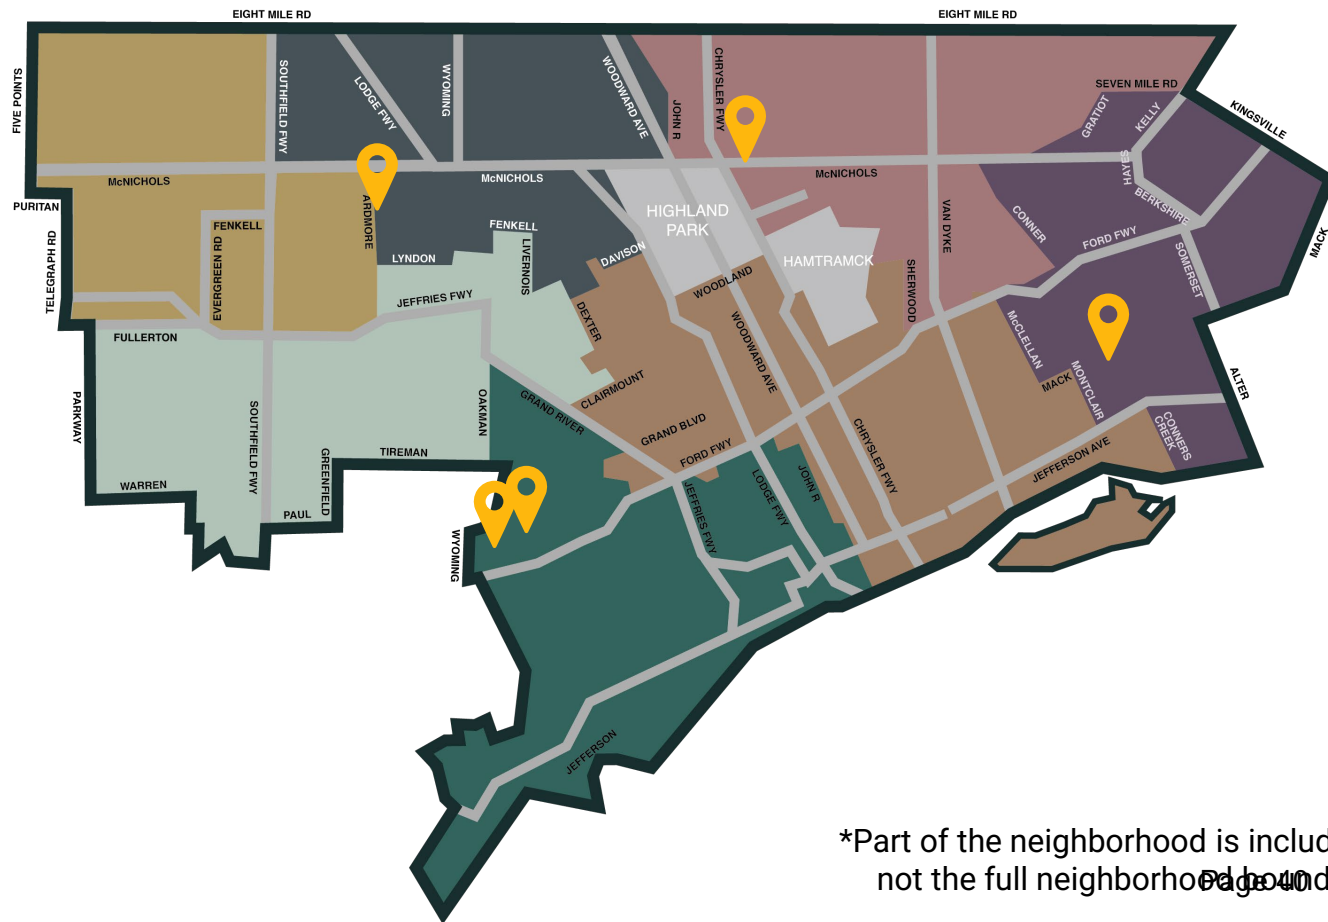 EIGHT MILE RD
EIGHT MILE RD
FIVE POINTS
SOUTHFIELD FWY
LODGE FWY
WYOMING
WOODWARD AVE
JOHN R
CHRYSLER FWY
SEVEN MILE RD
GRATIOT
KELLY
KINGSVILLE
HAYES
McNICHOLS
McNICHOLS
McNICHOLS
PURITAN
ARDMORE
BERKSHIRE
HIGHLAND
PARK
VAN DYKE
CONNER
FENKELL
FENKELL
TELEGRAPH RD
EVERGREEN RD
LYNDON
LIVERNOIS
DAVISON
HAMTRAMCK
FORD FWY
SOMERSET
MACK
WOODLAND
SHERWOOD
JEFFRIES FWY
DEXTER
WOODWARD AVE
McCLELLAN
FULLERTON
MACK
MONTCLAIR
ALTER
PARKWAY
SOUTHFIELD FWY
OAKMAN
CLAIRMOUNT
GRAND RIVER
GRAND BLVD
CHRYSLER FWY
CONNERS
CREEK
JEFFERSON AVE
GREENFIELD
TIREMAN
FORD FWY
LODGE FWY
JOHN R
WARREN
PAUL
JEFFRIES FWY
WYOMING
JEFFERSON
*Part of the neighborhood is includ
not the full neighborhood bound
Page 40